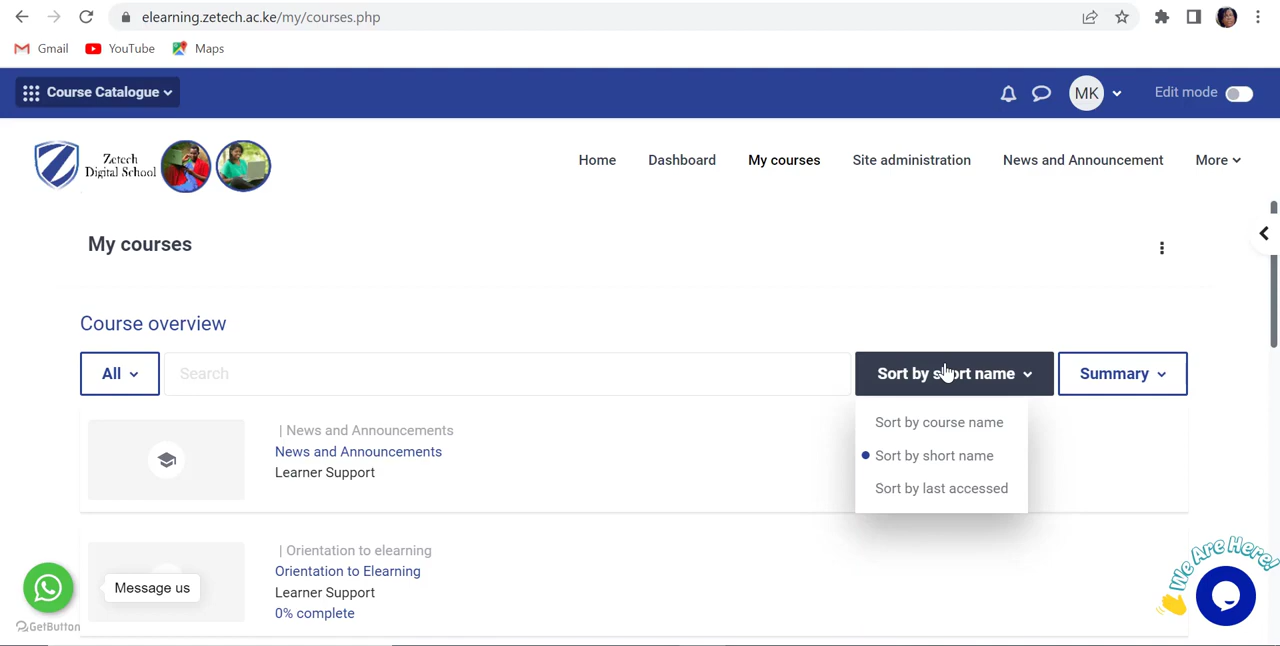 elearning.zetech.ac.ke/my/courses.php
Gmail YouTube Maps
Course Catalogue MK Edit mode
Zetech
Digital School
Home Dashboard My courses Site administration News and Announcement More
My courses
Course overview
All Search Sort by short name Summary
Sort by course name
Sort by short name
Sort by last accessed
| News and Announcements
News and Announcements
Learner Support
| Orientation to elearning
Orientation to Elearning
Learner Support
0% complete
We Are Here!
Message us
GetButton